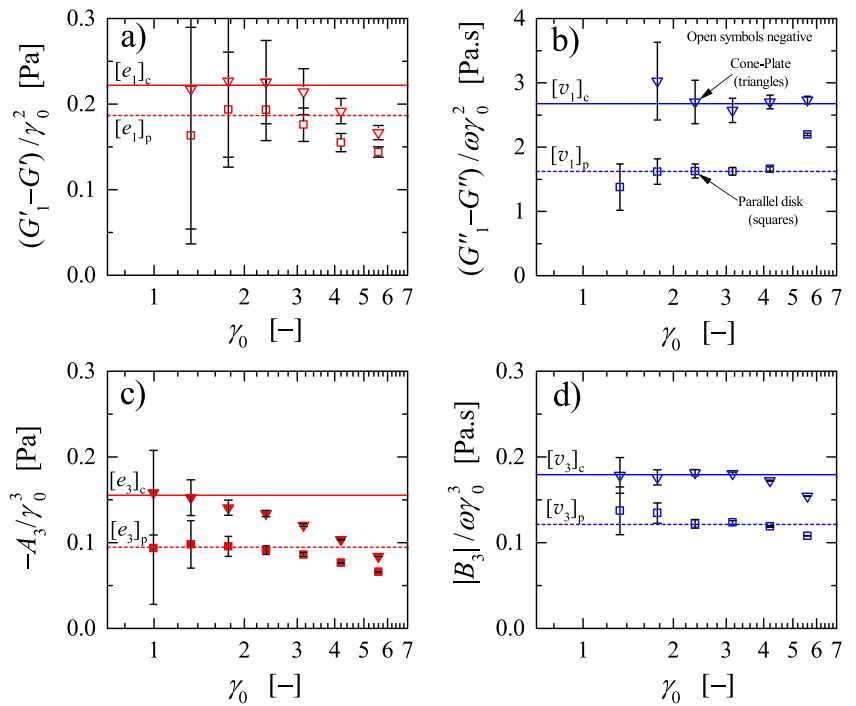 a)
(G′₁−G′)/γ₀² [Pa]
0.3
0.2
0.1
0.0
[e₁]c
[e₁]p
1 2 3 4 5 6 7
γ₀ [−]
b)
(G″₁−G″)/ωγ₀² [Pa.s]
4
3
2
1
0
Open symbols negative
Cone-Plate
(triangles)
[v₁]c
[v₁]p
Parallel disk
(squares)
1 2 3 4 5 6 7
γ₀ [−]
c)
−A₃/γ₀³ [Pa]
0.3
0.2
0.1
0.0
[e₃]c
[e₃]p
1 2 3 4 5 6 7
γ₀ [−]
d)
|B₃|/ωγ₀³ [Pa.s]
0.3
0.2
0.1
0.0
[v₃]c
[v₃]p
1 2 3 4 5 6 7
γ₀ [−]